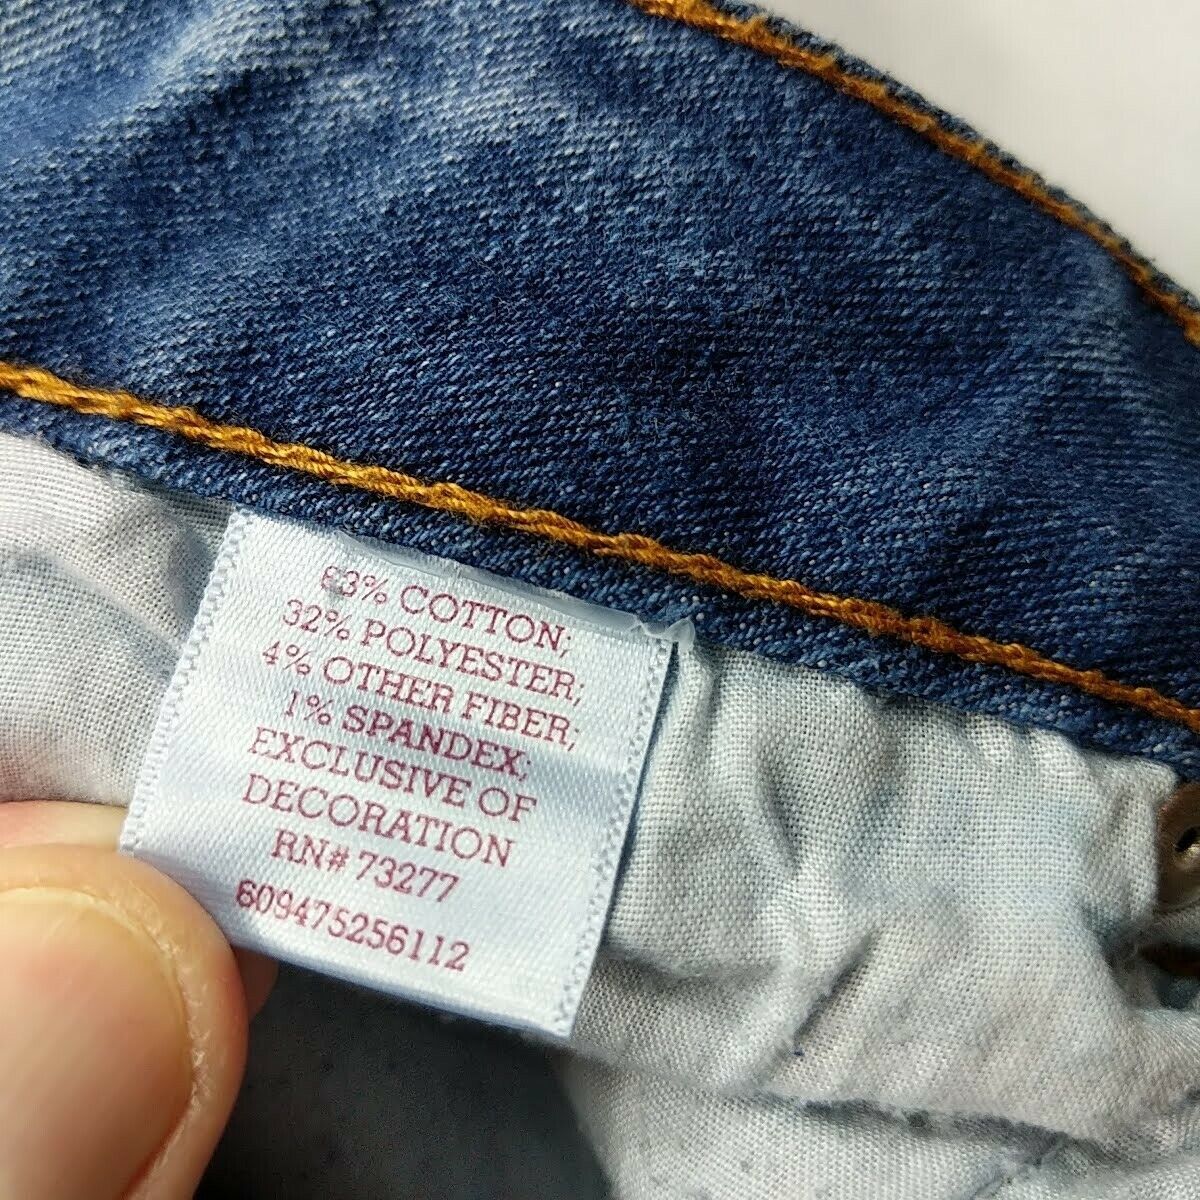 63% COTTON;
32% POLYESTER;
4% OTHER FIBER;
1% SPANDEX;
EXCLUSIVE OF
DECORATION
RN# 73277
609475256112